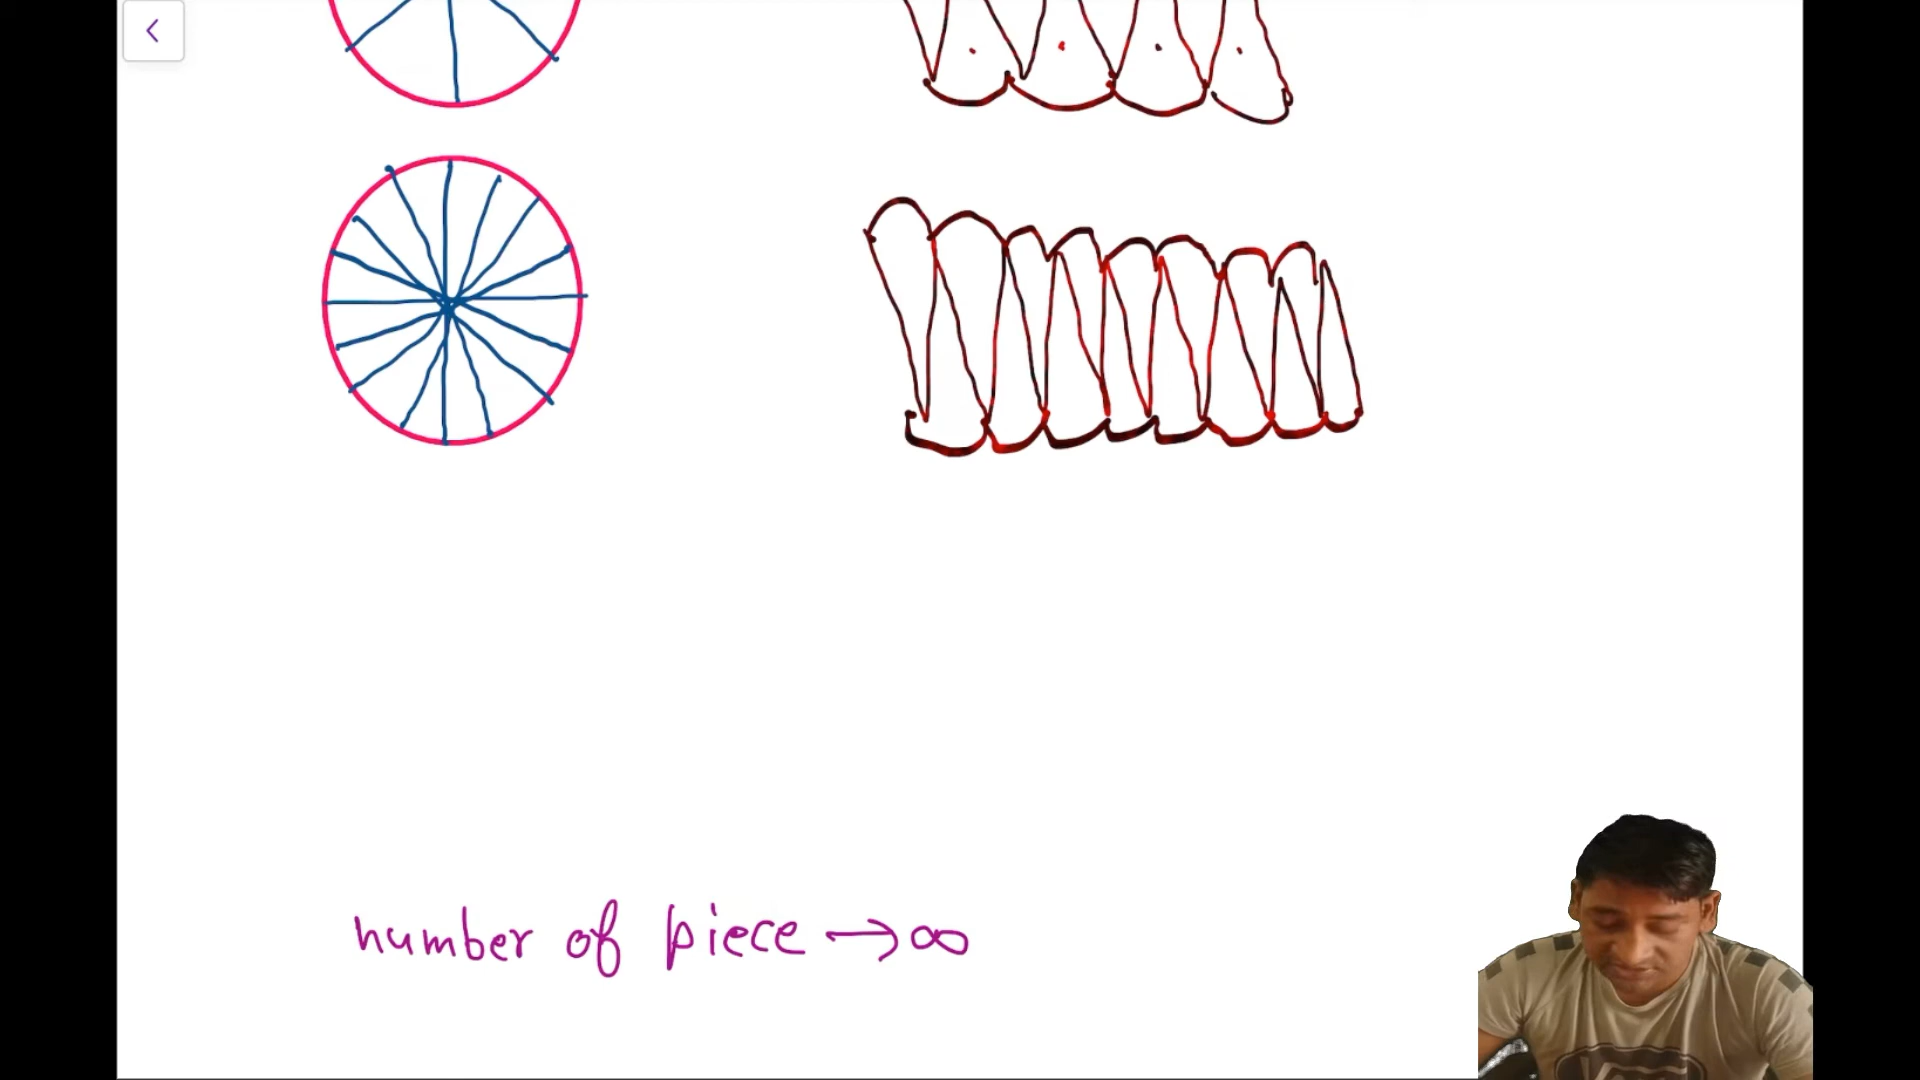 number of piece → ∞